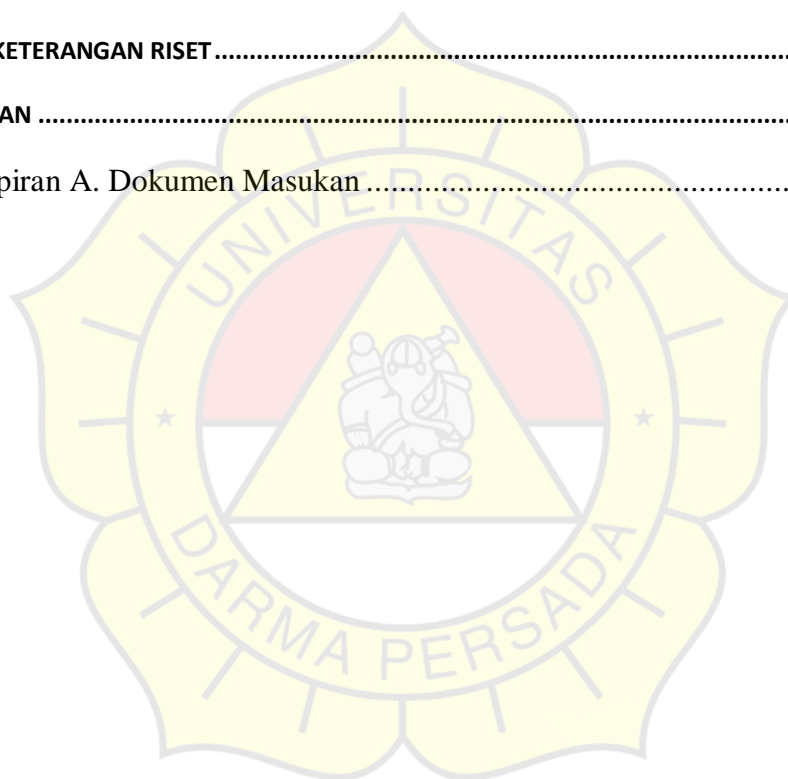 KETERANGAN RISET........................................................................................
AN ...................................................................................................................
piran A. Dokumen Masukan .................................................................
UNIVERSITAS
DARMA PERSADA